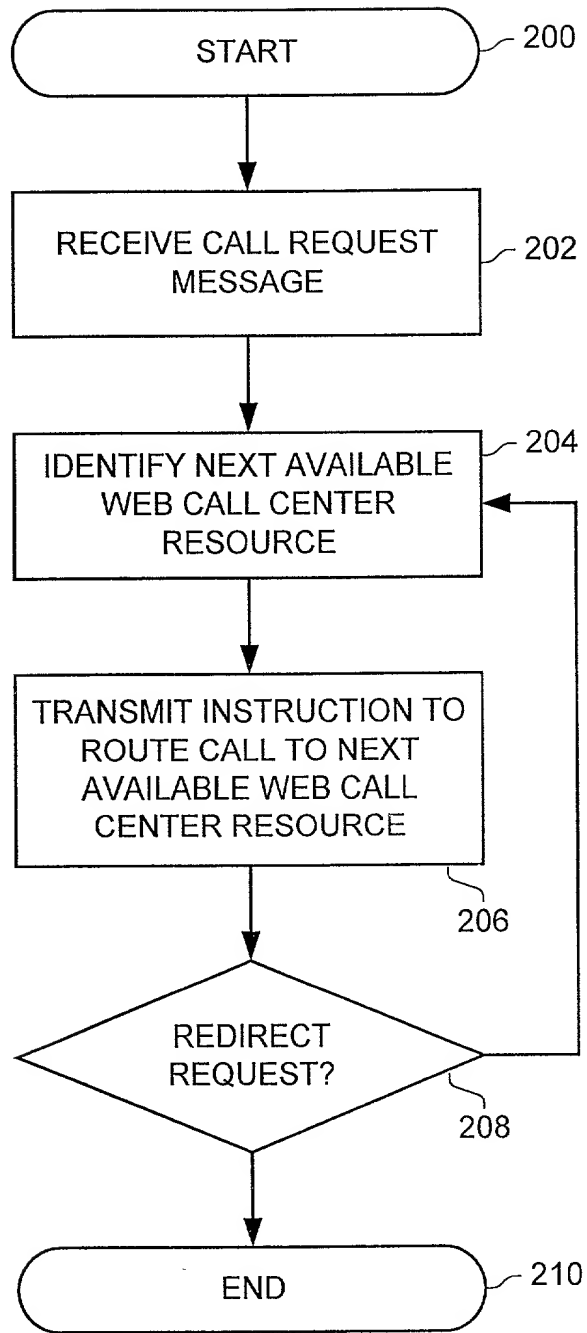 START
200
RECEIVE CALL REQUEST
MESSAGE
202
204
IDENTIFY NEXT AVAILABLE
WEB CALL CENTER
RESOURCE
TRANSMIT INSTRUCTION TO
ROUTE CALL TO NEXT
AVAILABLE WEB CALL
CENTER RESOURCE
206
REDIRECT
REQUEST?
208
END
210